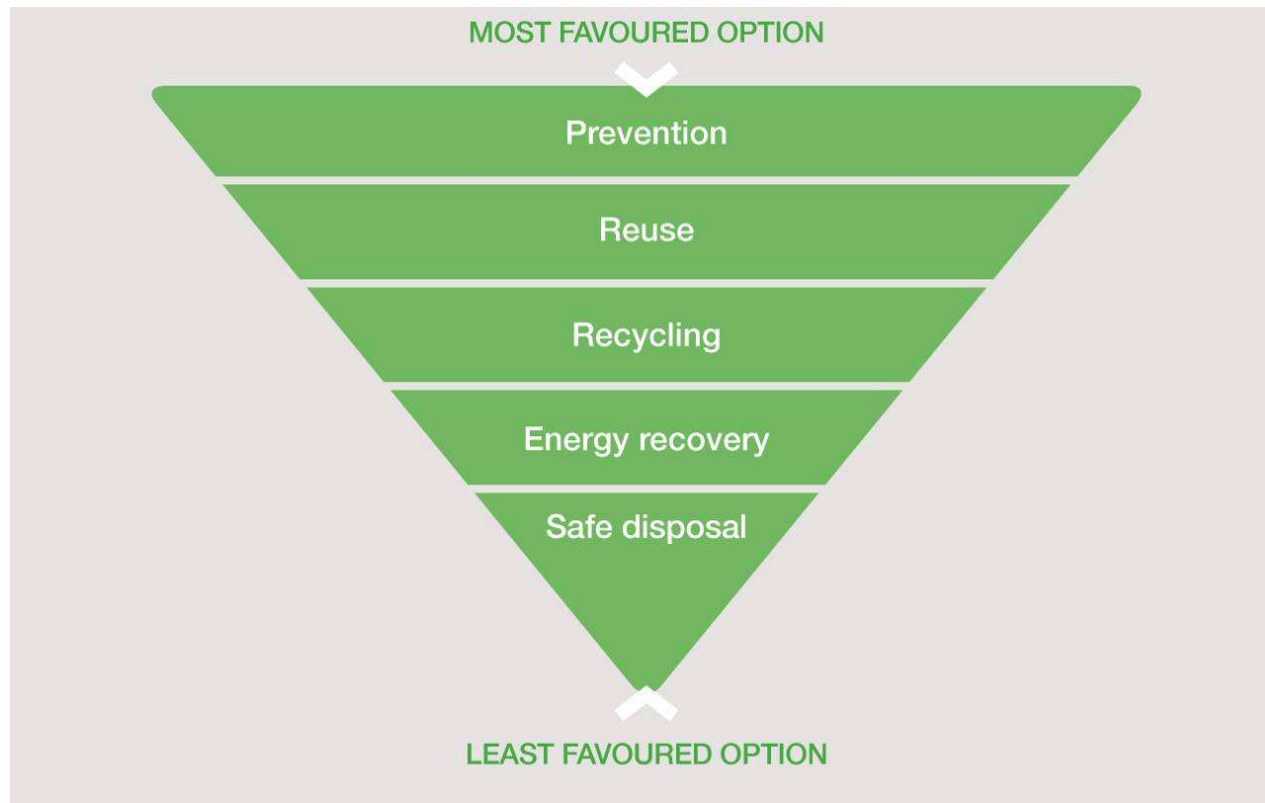 MOST FAVOURED OPTION
Prevention
Reuse
Recycling
Energy recovery
Safe disposal
LEAST FAVOURED OPTION